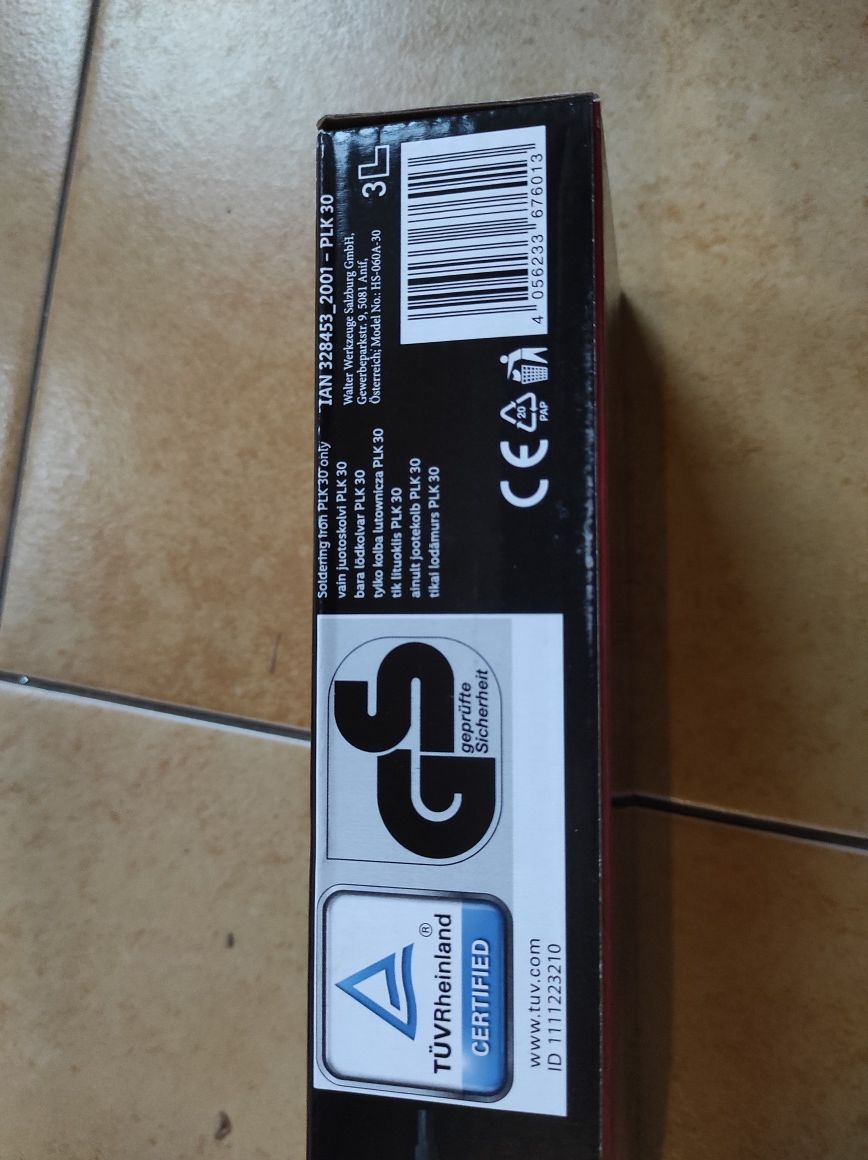 Soldering iron PLK 30 only
vain juotoskolvi PLK 30
bara lödkolvar PLK 30
tylko kolba lutownicza PLK 30
tik lituoklis PLK 30
ainult jootekolb PLK 30
tikai lodāmurs PLK 30
IAN 328453_2001 – PLK 30
Walter Werkzeuge Salzburg GmbH,
Gewerbeparkstr. 9, 5081 Anif,
Österreich; Model No.: HS-060A-30
3
4 056233 676013
CE
20
PAP
GS
geprüfte
Sicherheit
TÜVRheinland®
CERTIFIED
www.tuv.com
ID 1111223210